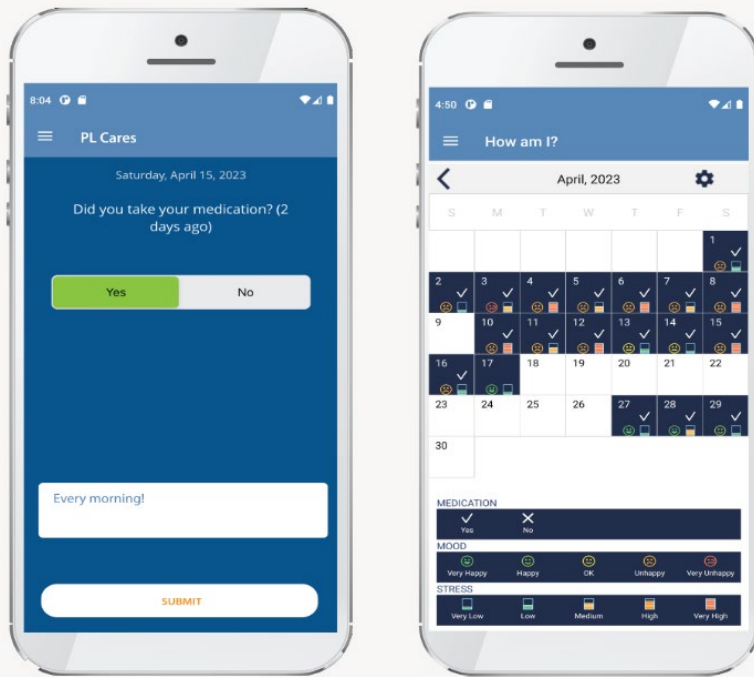 8:04
PL Cares
Saturday, April 15, 2023
Did you take your medication? (2
days ago)
Yes No
Every morning!
SUBMIT
4:50
How am I?
April, 2023
S M T W T F S
1
2 3 4 5 6 7 8
9 10 11 12 13 14 15
16 17 18 19 20 21 22
23 24 25 26 27 28 29
30
MEDICATION
Yes No
MOOD
Very Happy Happy OK Unhappy Very Unhappy
STRESS
Very Low Low Medium High Very High